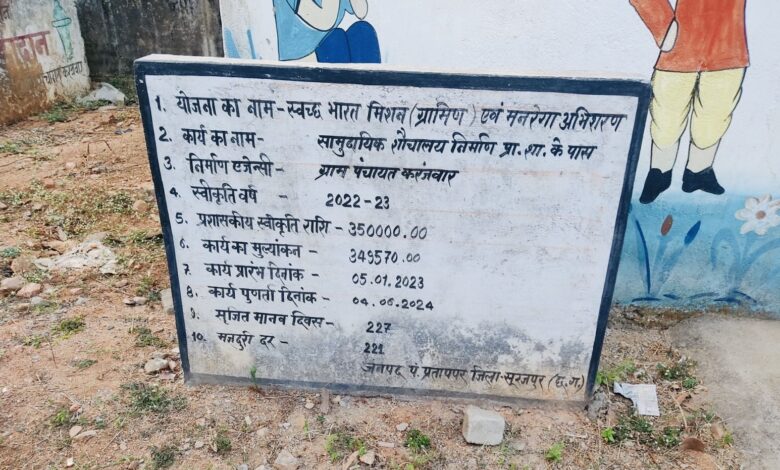 1. योजना का नाम - स्वच्छ भारत मिशन (ग्रामिण) एवं मनरेगा अभिशरण
2. कार्य का नाम - सामुदायिक शौचालय निर्माण प्रा. शा. के पास
3. निर्माण एजेन्सी - ग्राम पंचायत करंजवार
4. स्वीकृति वर्ष - 2022-23
5. प्रशासकीय स्वीकृति राशि - 350000.00
6. कार्य का मुल्यांकन - 349570.00
7. कार्य प्रारंभ दिनांक - 05.01.2023
8. कार्य पुर्णता दिनांक - 04.06.2024
9. सृजित मानव दिवस - 227
10. मजदुरी दर - 221
जनपद पं. प्रतापपुर जिला-सूरजपुर (छ.ग.)